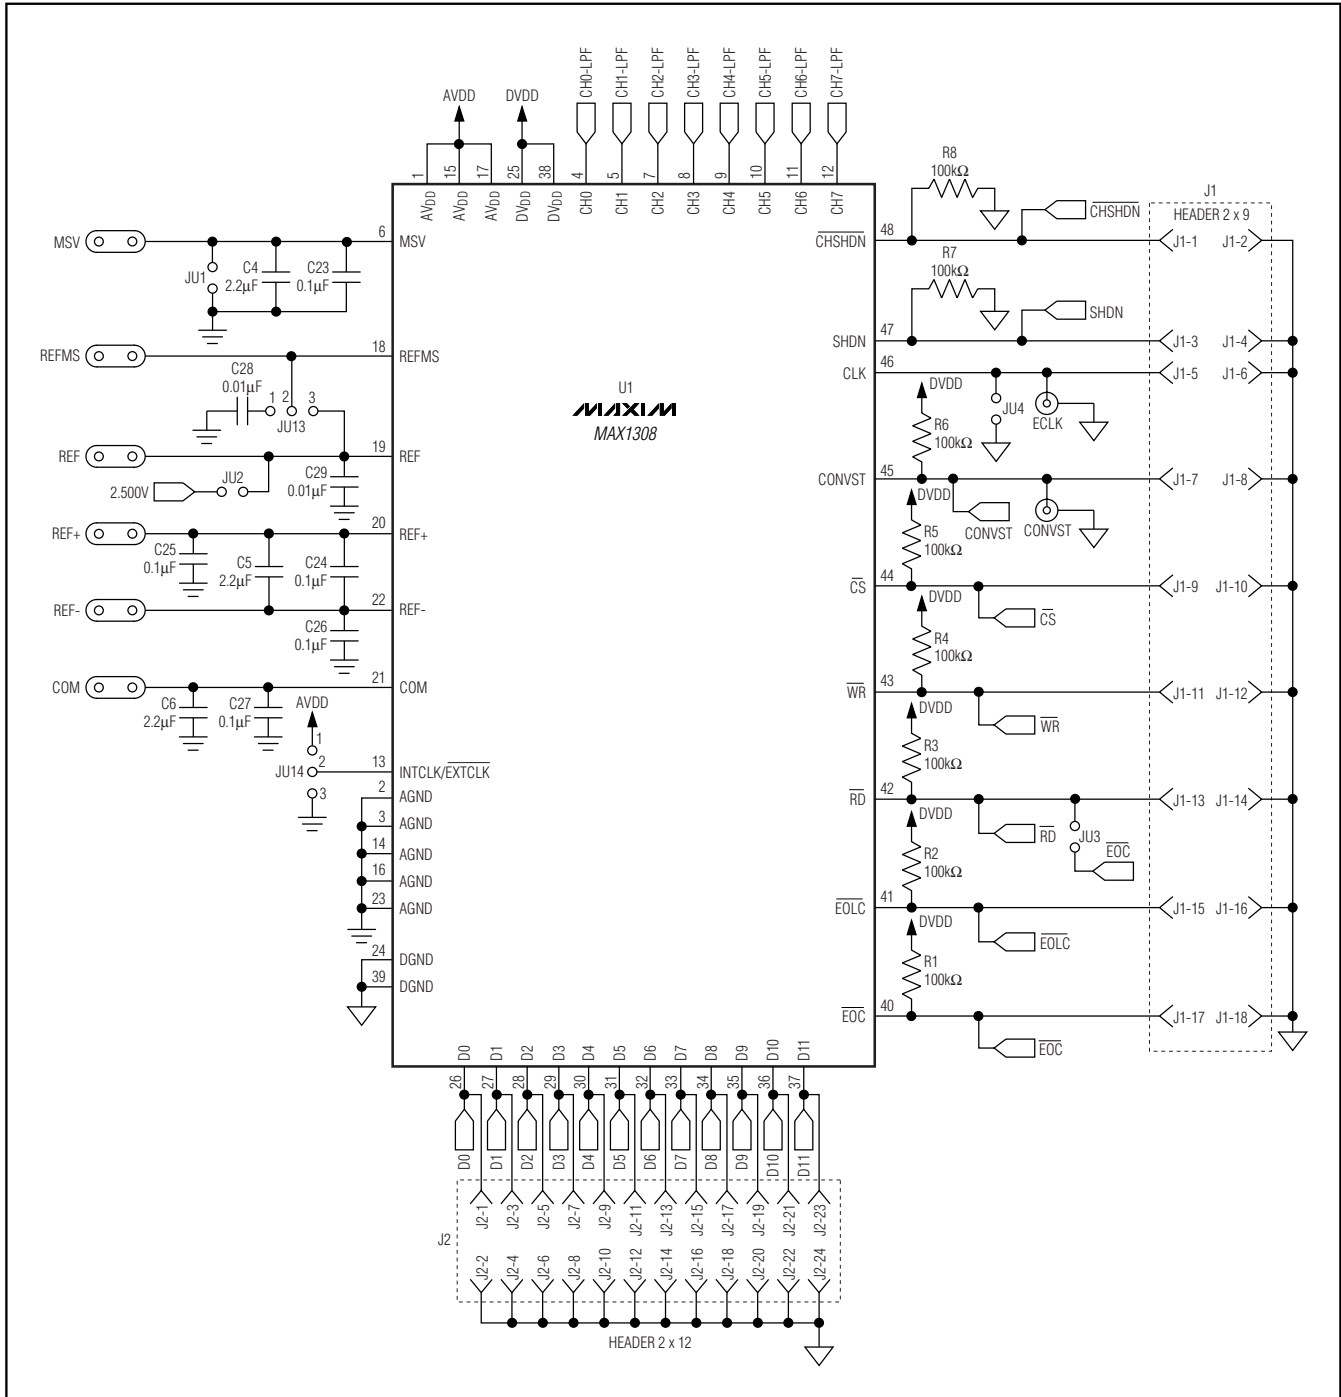 CH0-LPF
CH1-LPF
CH2-LPF
CH3-LPF
CH4-LPF
CH5-LPF
CH6-LPF
CH7-LPF
AVDD
DVDD
1
15
17
25
38
4
5
7
8
9
10
11
12
AVDD
AVDD
AVDD
DVDD
DVDD
CH0
CH1
CH2
CH3
CH4
CH5
CH6
CH7
U1
MAXIM
MAX1308
MSV
6
MSV
JU1
C4
2.2µF
C23
0.1µF
REFMS
18
REFMS
C28
0.01µF
1
2
3
JU13
REF
19
REF
2.500V
JU2
C29
0.01µF
REF+
20
REF+
C25
0.1µF
C5
2.2µF
C24
0.1µF
REF-
22
REF-
C26
0.1µF
COM
21
COM
C6
2.2µF
C27
0.1µF
AVDD
1
JU14
2
3
13
INTCLK/E̅X̅T̅C̅L̅K̅
2
AGND
3
AGND
14
AGND
16
AGND
23
AGND
24
DGND
39
DGND
R8
100kΩ
C̅H̅S̅H̅D̅N̅
48
C̅H̅S̅H̅D̅N̅
R7
100kΩ
SHDN
47
SHDN
46
CLK
DVDD
R6
100kΩ
JU4
ECLK
45
CONVST
DVDD
CONVST
CONVST
R5
100kΩ
44
C̅S̅
DVDD
C̅S̅
R4
100kΩ
43
W̅R̅
DVDD
W̅R̅
R3
100kΩ
42
R̅D̅
DVDD
R̅D̅
JU3
E̅O̅C̅
R2
100kΩ
41
E̅O̅L̅C̅
DVDD
E̅O̅L̅C̅
R1
100kΩ
40
E̅O̅C̅
E̅O̅C̅
J1
HEADER 2 x 9
J1-1 J1-2
J1-3 J1-4
J1-5 J1-6
J1-7 J1-8
J1-9 J1-10
J1-11 J1-12
J1-13 J1-14
J1-15 J1-16
J1-17 J1-18
D0
D1
D2
D3
D4
D5
D6
D7
D8
D9
D10
D11
26
27
28
29
30
31
32
33
34
35
36
37
D0
D1
D2
D3
D4
D5
D6
D7
D8
D9
D10
D11
J2
J2-1
J2-3
J2-5
J2-7
J2-9
J2-11
J2-13
J2-15
J2-17
J2-19
J2-21
J2-23
J2-2
J2-4
J2-6
J2-8
J2-10
J2-12
J2-14
J2-16
J2-18
J2-20
J2-22
J2-24
HEADER 2 x 12